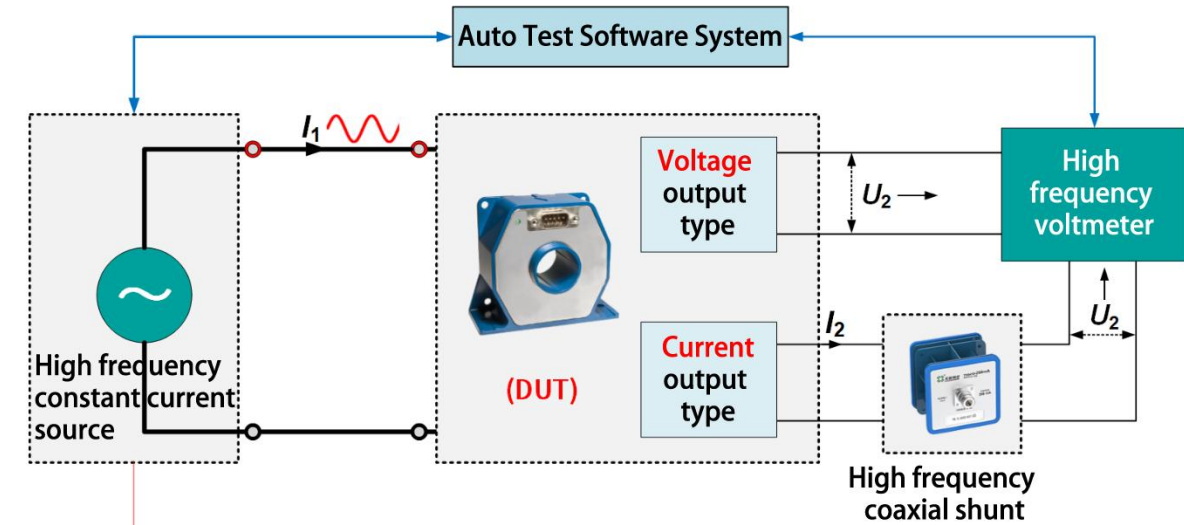 Auto Test Software System
I₁
Voltage
output
type
U₂
High
frequency
voltmeter
High frequency
constant current
source
(DUT)
Current
output
type
I₂
U₂
High frequency
coaxial shunt